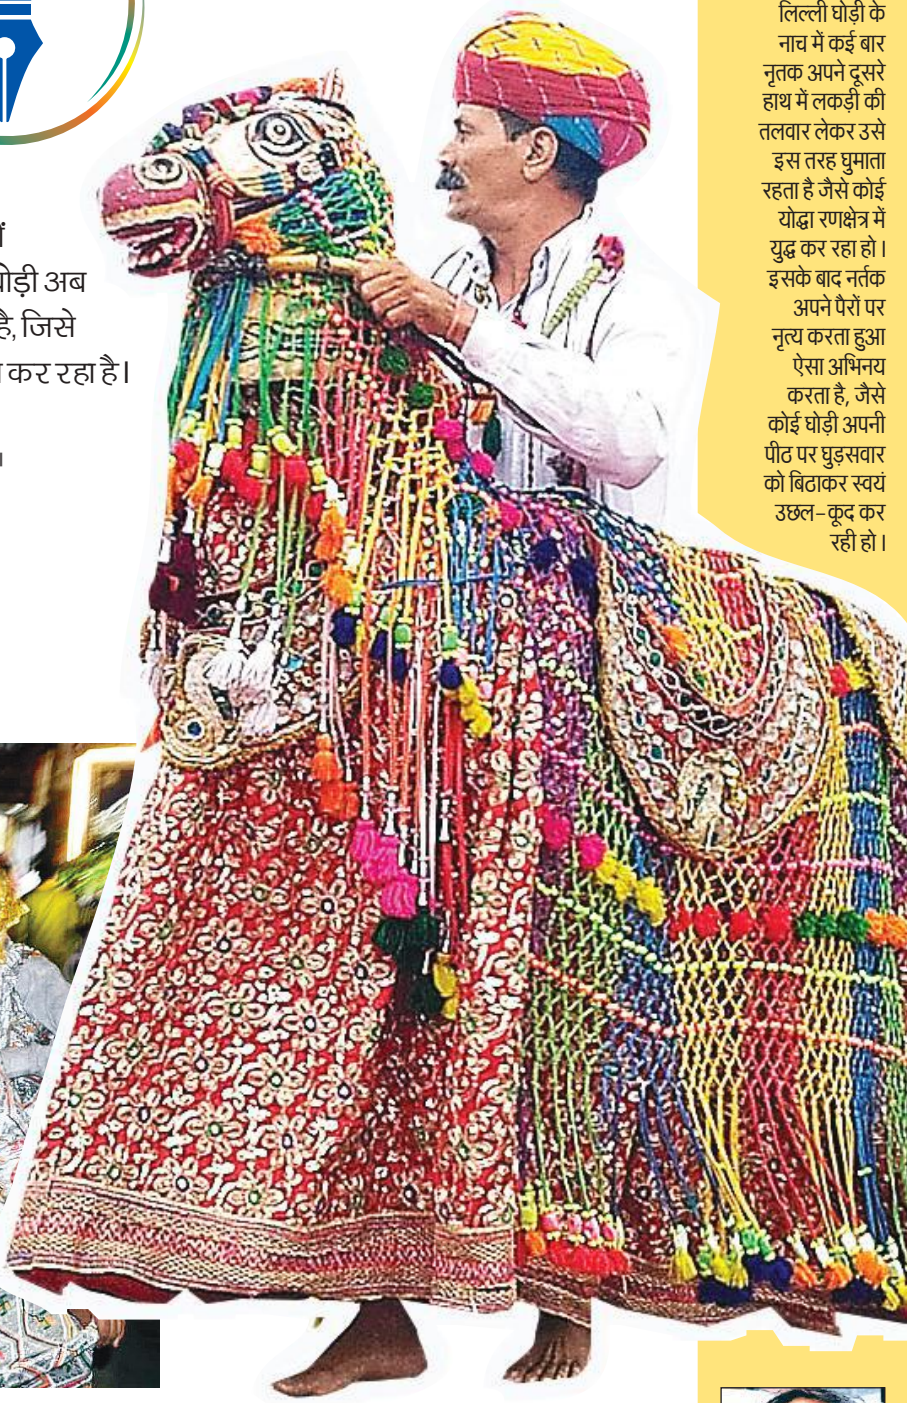 ोड़ी अब
है, जिसे
कर रहा है।
लिल्ली घोड़ी के
नाच में कई बार
नृतक अपने दूसरे
हाथ में लकड़ी की
तलवार लेकर उसे
इस तरह घुमाता
रहता है जैसे कोई
योद्धा रणक्षेत्र में
युद्ध कर रहा हो।
इसके बाद नर्तक
अपने पैरों पर
नृत्य करता हुआ
ऐसा अभिनय
करता है, जैसे
कोई घोड़ी अपनी
पीठ पर घुड़सवार
को बिठाकर स्वयं
उछल-कूद कर
रही हो।